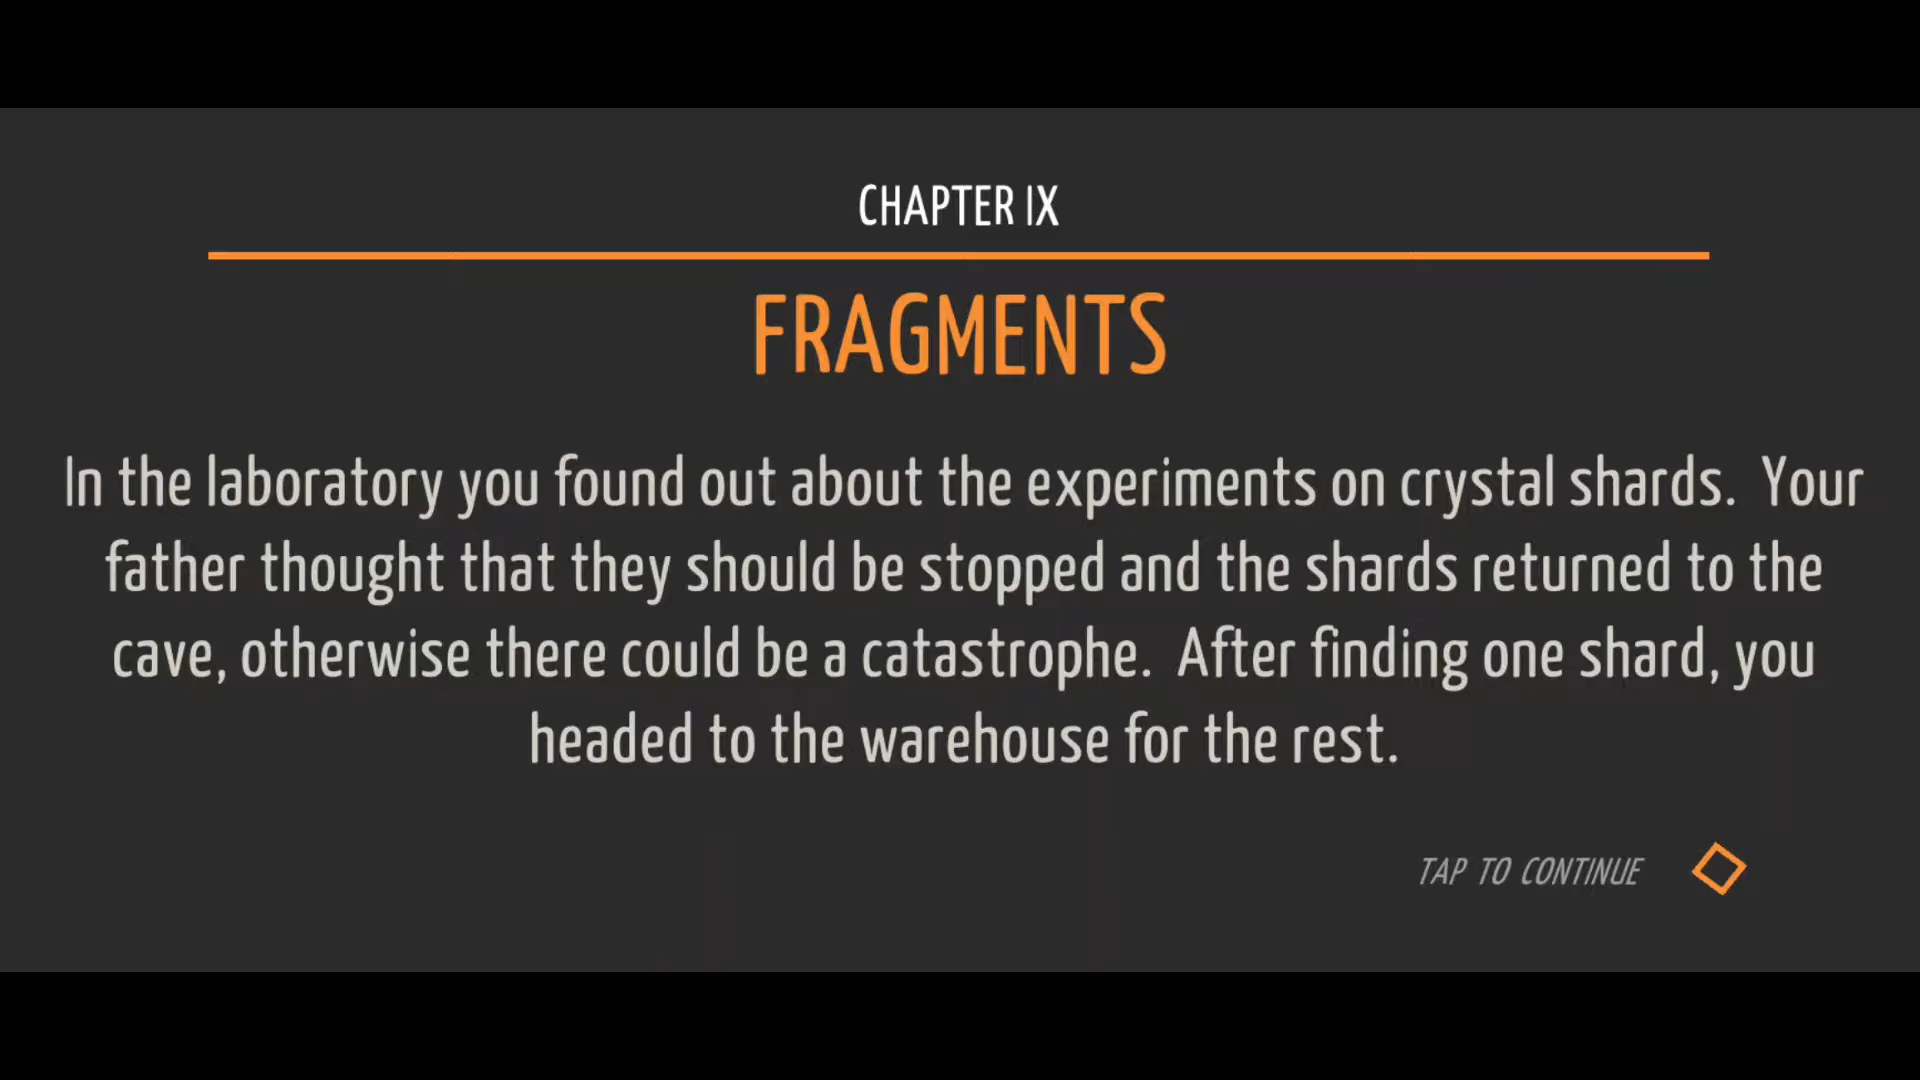 CHAPTER IX
FRAGMENTS
In the laboratory you found out about the experiments on crystal shards.  Your
father thought that they should be stopped and the shards returned to the
cave, otherwise there could be a catastrophe.  After finding one shard, you
headed to the warehouse for the rest.
TAP TO CONTINUE